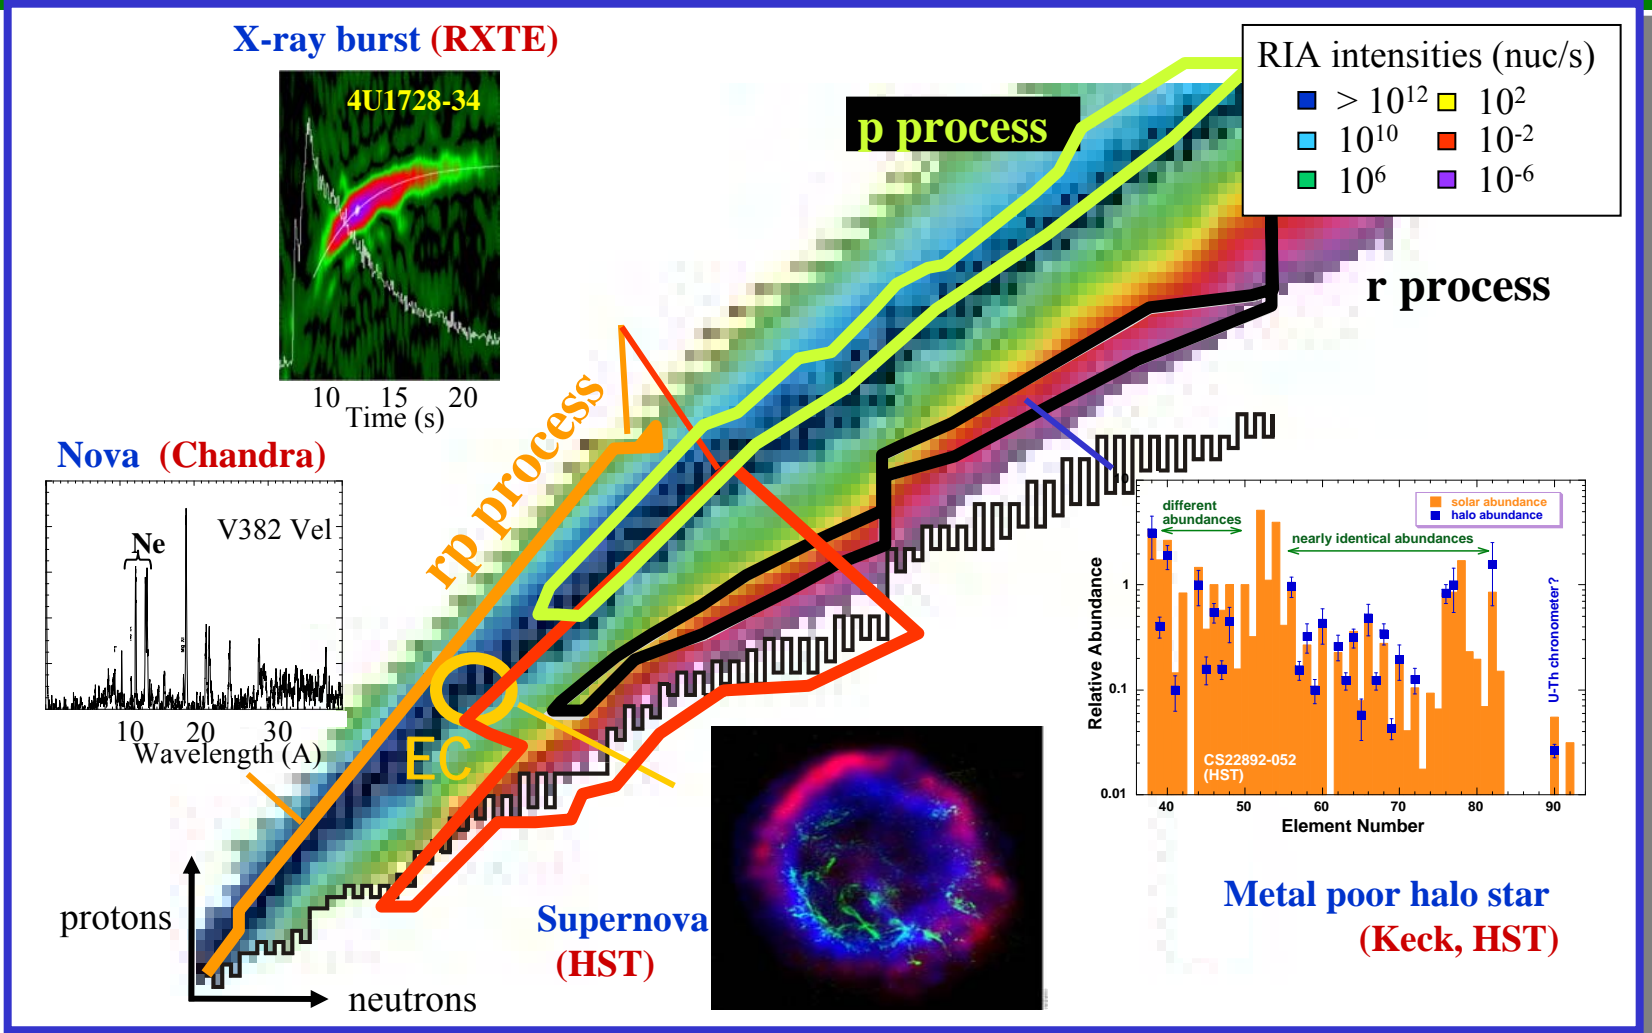 X-ray burst (RXTE)
4U1728-34
10 15 20
Time (s)
RIA intensities (nuc/s)
> 10¹² 10²
10¹⁰ 10⁻²
10⁶ 10⁻⁶
p process
r process
rp process
Nova (Chandra)
V382 Vel
Ne
10 20 30
Wavelength (A)
EC
protons
neutrons
Supernova
(HST)
different
abundances
nearly identical abundances
solar abundance
halo abundance
U-Th chronometer?
Relative Abundance
10
1
0.1
0.01
CS22892-052
(HST)
40 50 60 70 80 90
Element Number
Metal poor halo star
(Keck, HST)